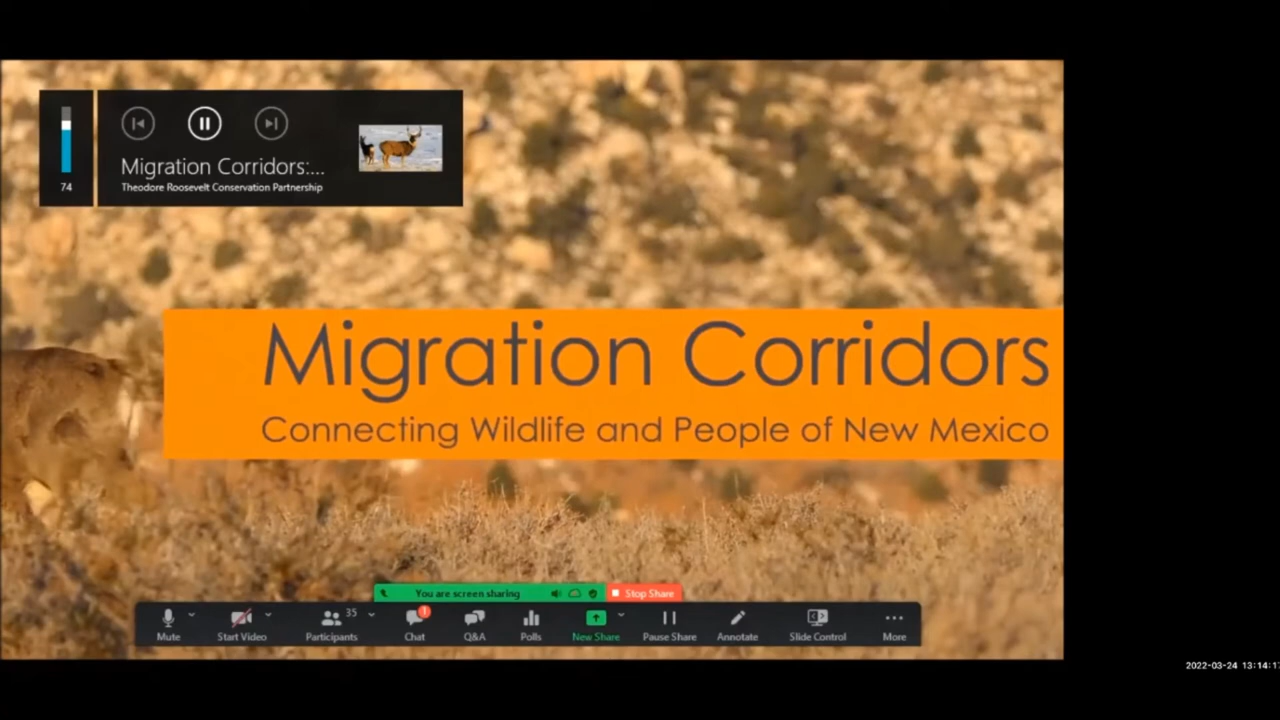 74
Migration Corridors:...
Theodore Roosevelt Conservation Partnership
Migration Corridors
Connecting Wildlife and People of New Mexico
You are screen sharing
Stop Share
35
1
Mute
Start Video
Participants
Chat
Q&A
Polls
New Share
Pause Share
Annotate
Slide Control
More
2022-03-24 13:14:17